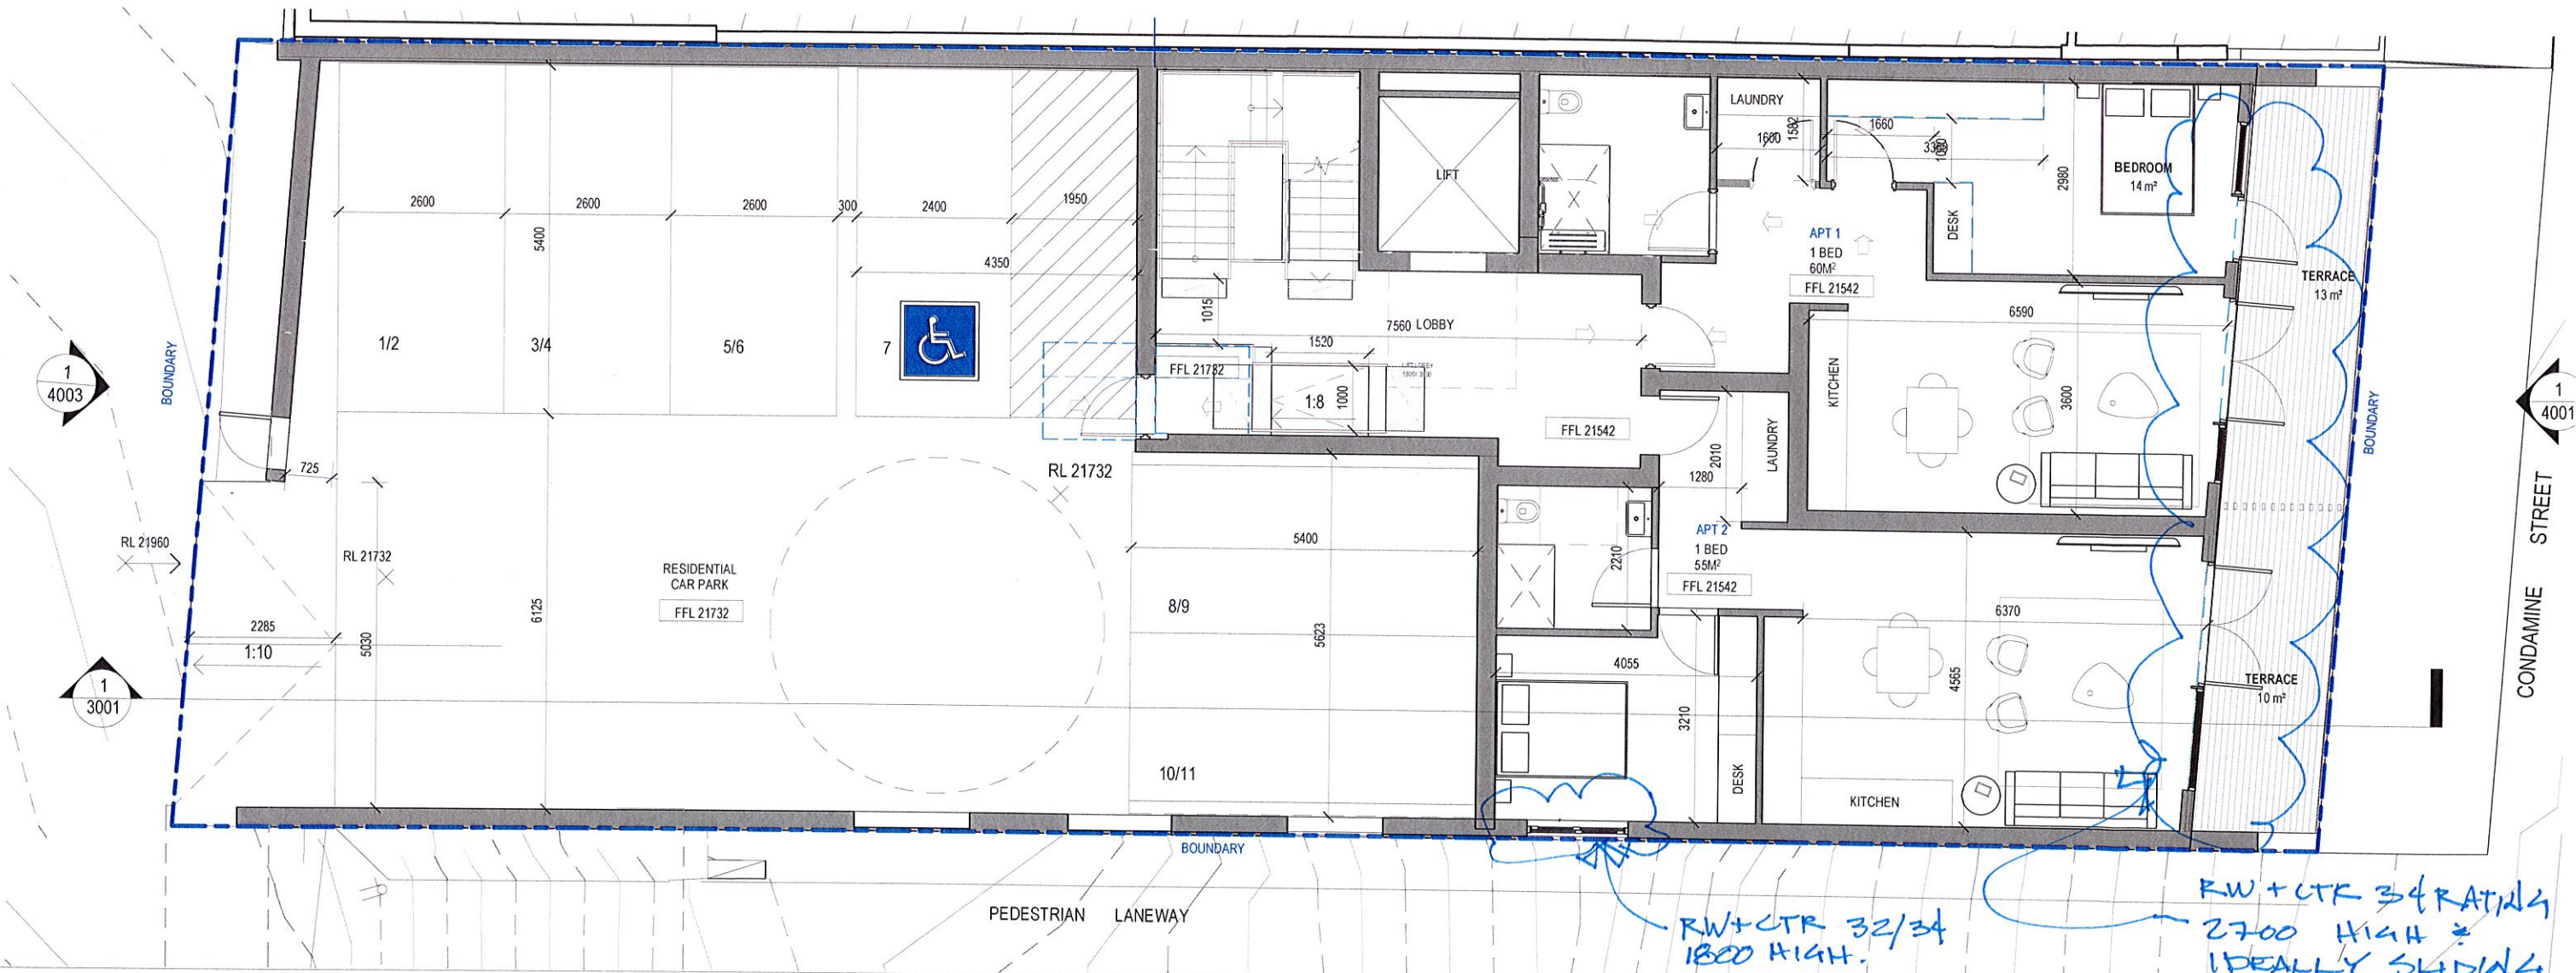 LAUNDRY
1660
1582
1660
1000
BEDROOM
14 m²
2980
LIFT
DESK
2600
2600
2600
300
2400
1950
5400
4350
APT 1
1 BED
60M²
FFL 21542
TERRACE
13 m²
1015
7560
LOBBY
6590
1/2
3/4
5/6
7
1520
FFL 21732
1:8
1000
KITCHEN
3600
1
4003
BOUNDARY
1
4001
BOUNDARY
CONDAMINE STREET
FFL 21542
2010
1280
LAUNDRY
725
RL 21732
RL 21960
RL 21732
RESIDENTIAL
CAR PARK
FFL 21732
5400
APT 2
1 BED
55M²
FFL 21542
2210
8/9
5623
6125
5030
2285
1:10
6370
4565
4055
3210
TERRACE
10 m²
1
3001
10/11
DESK
KITCHEN
BOUNDARY
PEDESTRIAN LANEWAY
RW+CTR 32/34
1800 HIGH.
RW + CTR 34 RATING
2700 HIGH &
IDEALLY SLIDING